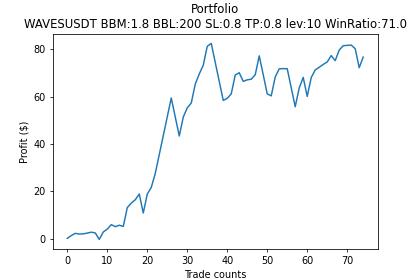 Portfolio
WAVESUSDT BBM:1.8 BBL:200 SL:0.8 TP:0.8 lev:10 WinRatio:71.0
Profit ($)
80
60
40
20
0
0 10 20 30 40 50 60 70
Trade counts